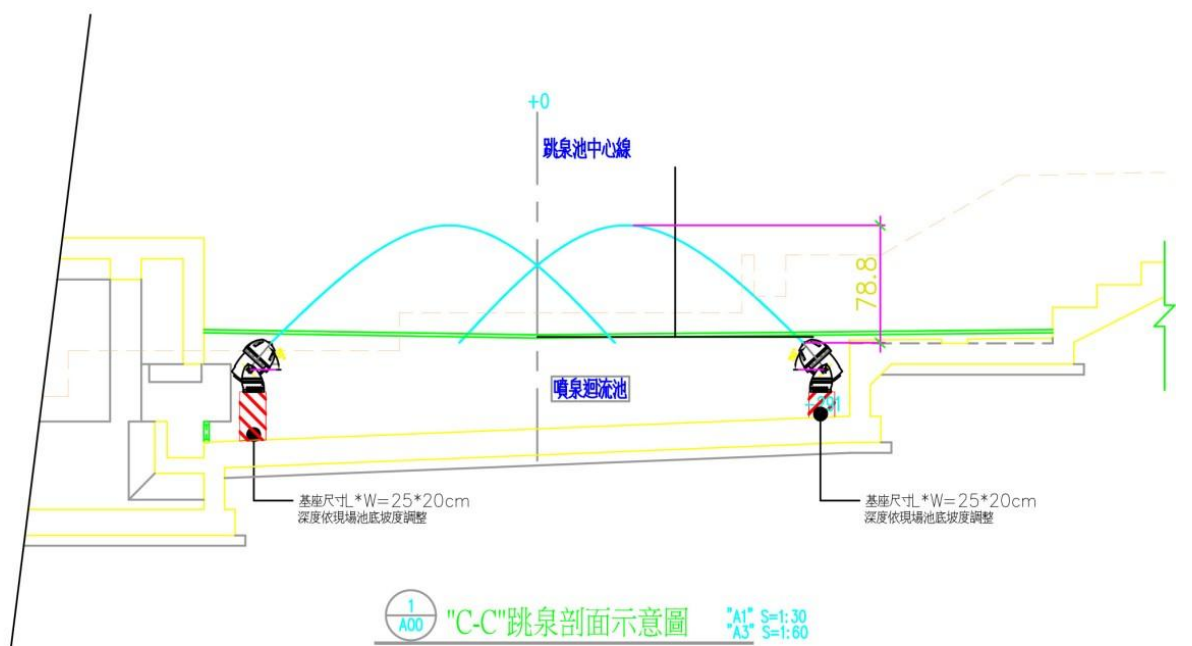 +0
跳泉池中心線
78.8
噴泉迴流池
基座尺寸L*W=25*20cm
深度依現場池底坡度調整
基座尺寸L*W=25*20cm
深度依現場池底坡度調整
1
A00
"C-C"跳泉剖面示意圖
"A1" S=1:30
"A3" S=1:60